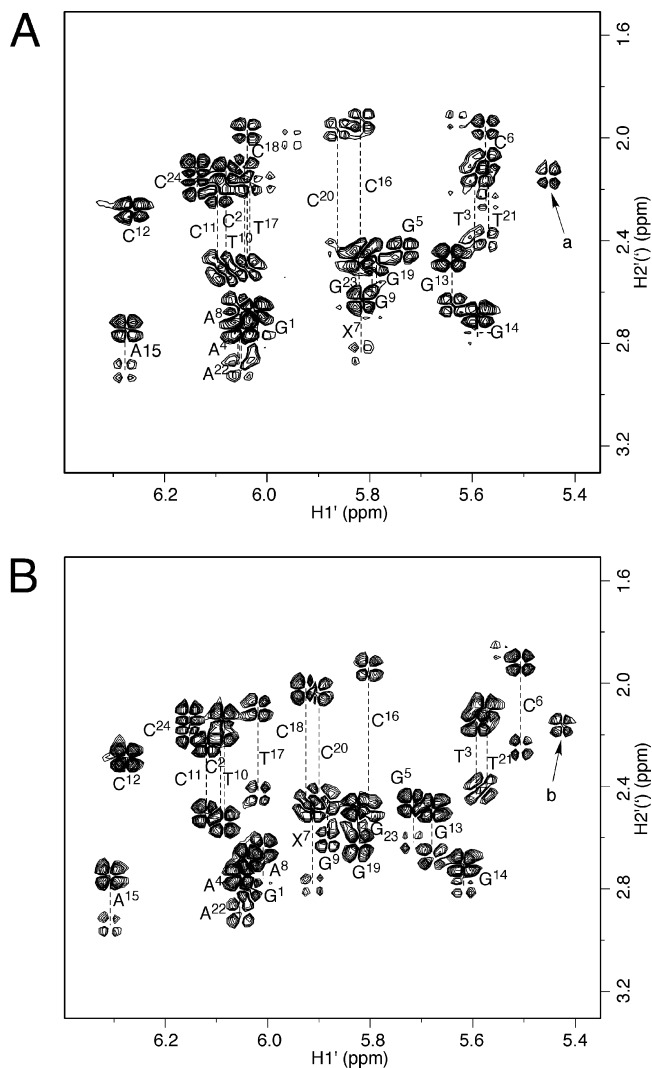 A
1.6
2.0
2.4
2.8
3.2
H2'(') (ppm)
C18
C24
C6
C20
C16
C12
C11
C2
T10
T17
G5
T3
T21
a
G23
G19
G13
G9
A8
G1
X7
G14
A15
A4
A22
6.2
6.0
5.8
5.6
5.4
H1' (ppm)
B
1.6
2.0
2.4
2.8
3.2
H2'(') (ppm)
C24
C18
C16
C6
C12
C2
T17
C20
T3
T21
b
C11
T10
G5
X7
G23
G13
G9
G19
A8
A4
G1
G14
A15
A22
6.2
6.0
5.8
5.6
5.4
H1' (ppm)